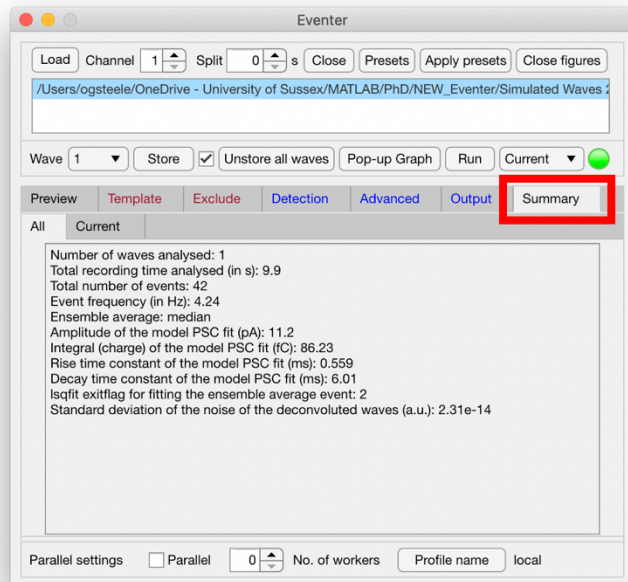 Eventer
Load Channel 1 Split 0 s Close Presets Apply presets Close figures
/Users/ogsteele/OneDrive - University of Sussex/MATLAB/PhD/NEW_Eventer/Simulated Waves
Wave 1 Store Unstore all waves Pop-up Graph Run Current
Preview Template Exclude Detection Advanced Output Summary
All Current
Number of waves analysed: 1
Total recording time analysed (in s): 9.9
Total number of events: 42
Event frequency (in Hz): 4.24
Ensemble average: median
Amplitude of the model PSC fit (pA): 11.2
Integral (charge) of the model PSC fit (fC): 86.23
Rise time constant of the model PSC fit (ms): 0.559
Decay time constant of the model PSC fit (ms): 6.01
lsqfit exitflag for fitting the ensemble average event: 2
Standard deviation of the noise of the deconvoluted waves (a.u.): 2.31e-14
Parallel settings Parallel 0 No. of workers Profile name local